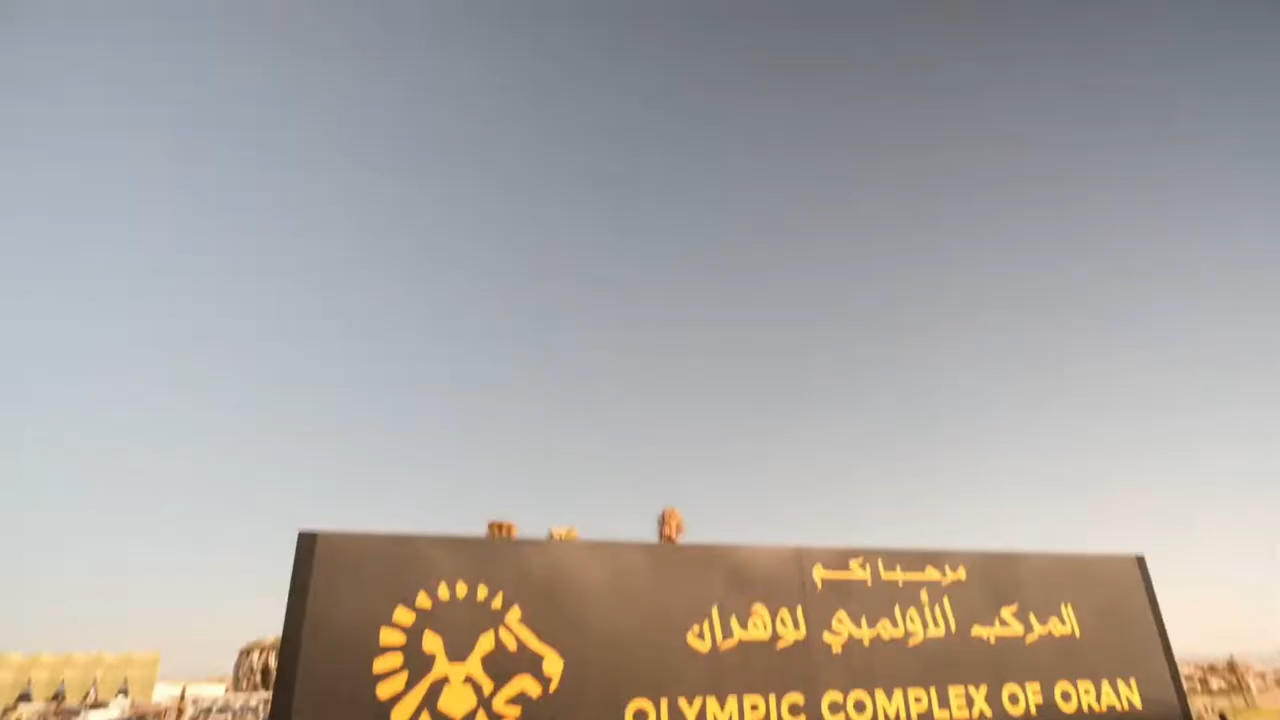 مرحبا بكم
المركب الأولمبي لوهران
OLYMPIC COMPLEX OF ORAN